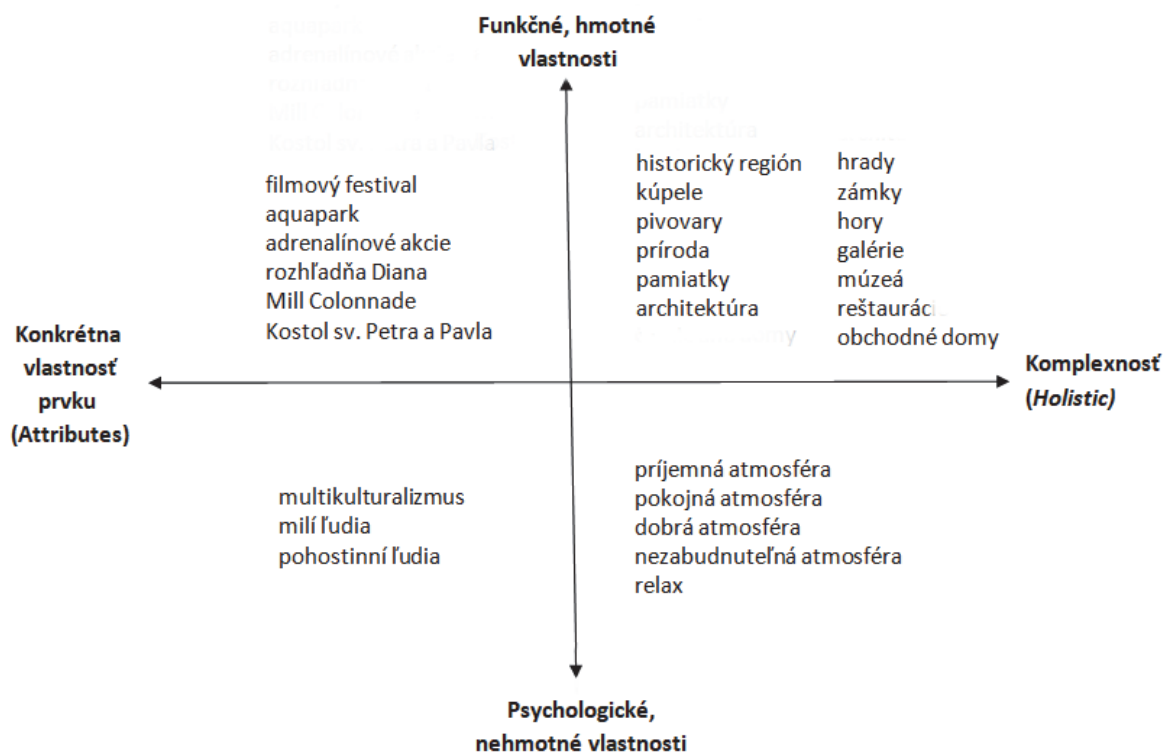 Funkčné, hmotné
vlastnosti
filmový festival
aquapark
adrenalínové akcie
rozhľadňa Diana
Mill Colonnade
Kostol sv. Petra a Pavla
historický región
kúpele
pivovary
príroda
pamiatky
architektúra
hrady
zámky
hory
galérie
múzeá
obchodné domy
Konkrétna
vlastnosť
prvku
(Attributes)
Komplexnosť
(Holistic)
multikulturalizmus
milí ľudia
pohostinní ľudia
príjemná atmosféra
pokojná atmosféra
dobrá atmosféra
nezabudnuteľná atmosféra
relax
Psychologické,
nehmotné vlastnosti